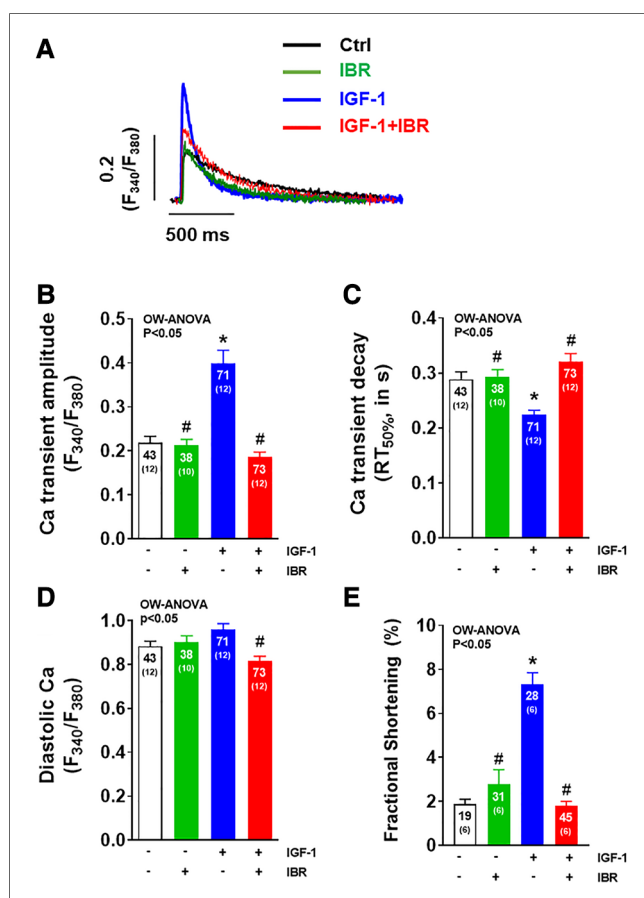 A
Ctrl
IBR
IGF-1
IGF-1+IBR
0.2
(F340/F380)
500 ms
B
OW-ANOVA
P<0.05
Ca transient amplitude
(F340/F380)
0.5
0.4
0.3
0.2
0.1
0.0
43
(12)
#
38
(10)
*
71
(12)
#
73
(12)
- - + +
- + - +
IGF-1
IBR
C
OW-ANOVA
P<0.05
Ca transient decay
(RT50%, in s)
0.4
0.3
0.2
0.1
0.0
43
(12)
#
38
(10)
*
71
(12)
#
73
(12)
- - + + IGF-1
- + - + IBR
D
OW-ANOVA
p<0.05
Diastolic Ca
(F340/F380)
1.0
0.8
0.6
0.4
0.2
0.0
43
(12)
38
(10)
71
(12)
#
73
(12)
- - + + IGF-1
- + - + IBR
E
OW-ANOVA
P<0.05
Fractional Shortening (%)
10
8
6
4
2
0
19
(6)
#
31
(6)
*
28
(6)
#
45
(6)
- - + + IGF-1
- + - + IBR